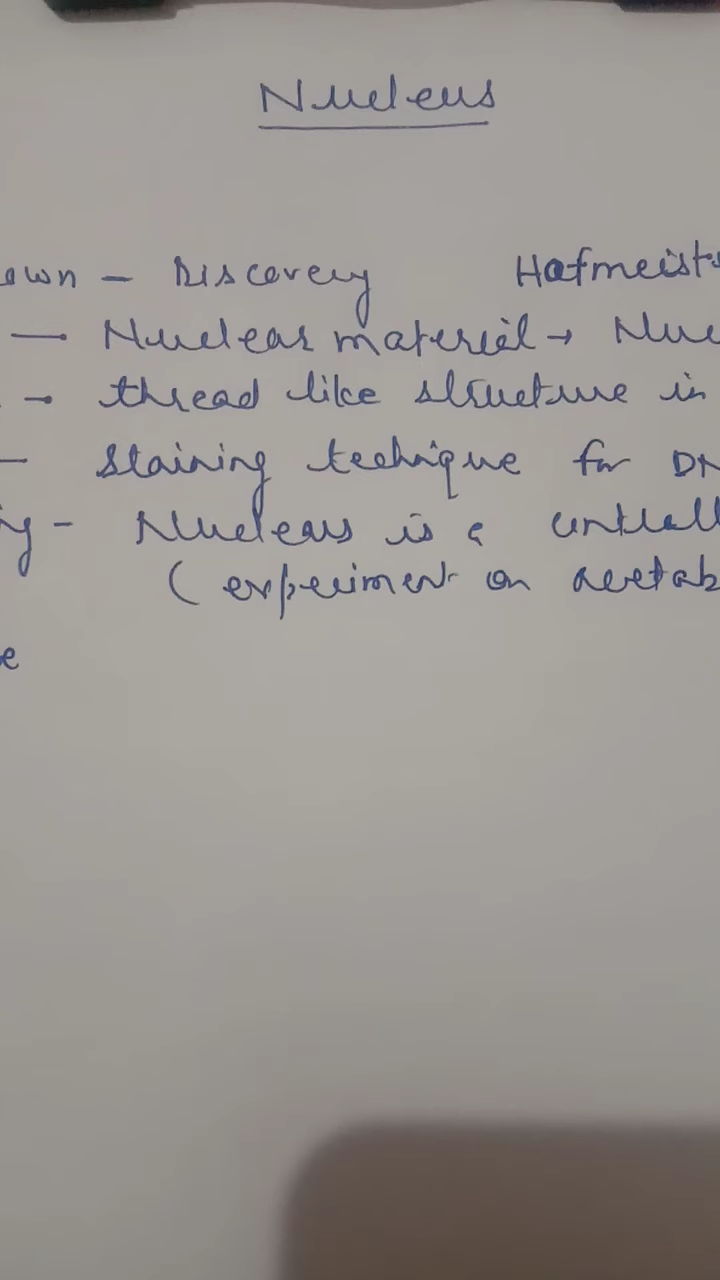 Nucleus
own - Discovery Hofmeist
— Nuclear material → Nuc
→ thread like structure in
— Staining technique for DN
g - Nucleus is a
(experiment on acetab
e